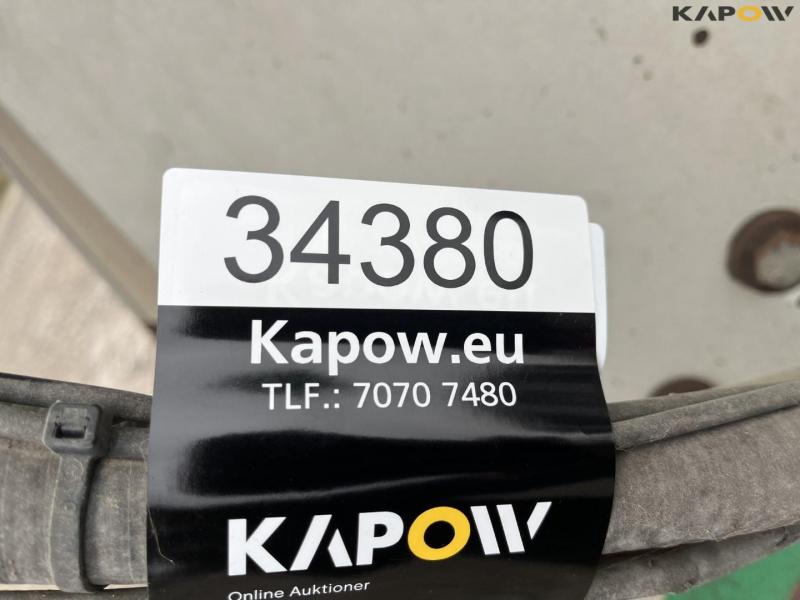 KAPOW
34380
Kapow.eu
TLF.: 7070 7480
KAPOW
Online Auktioner